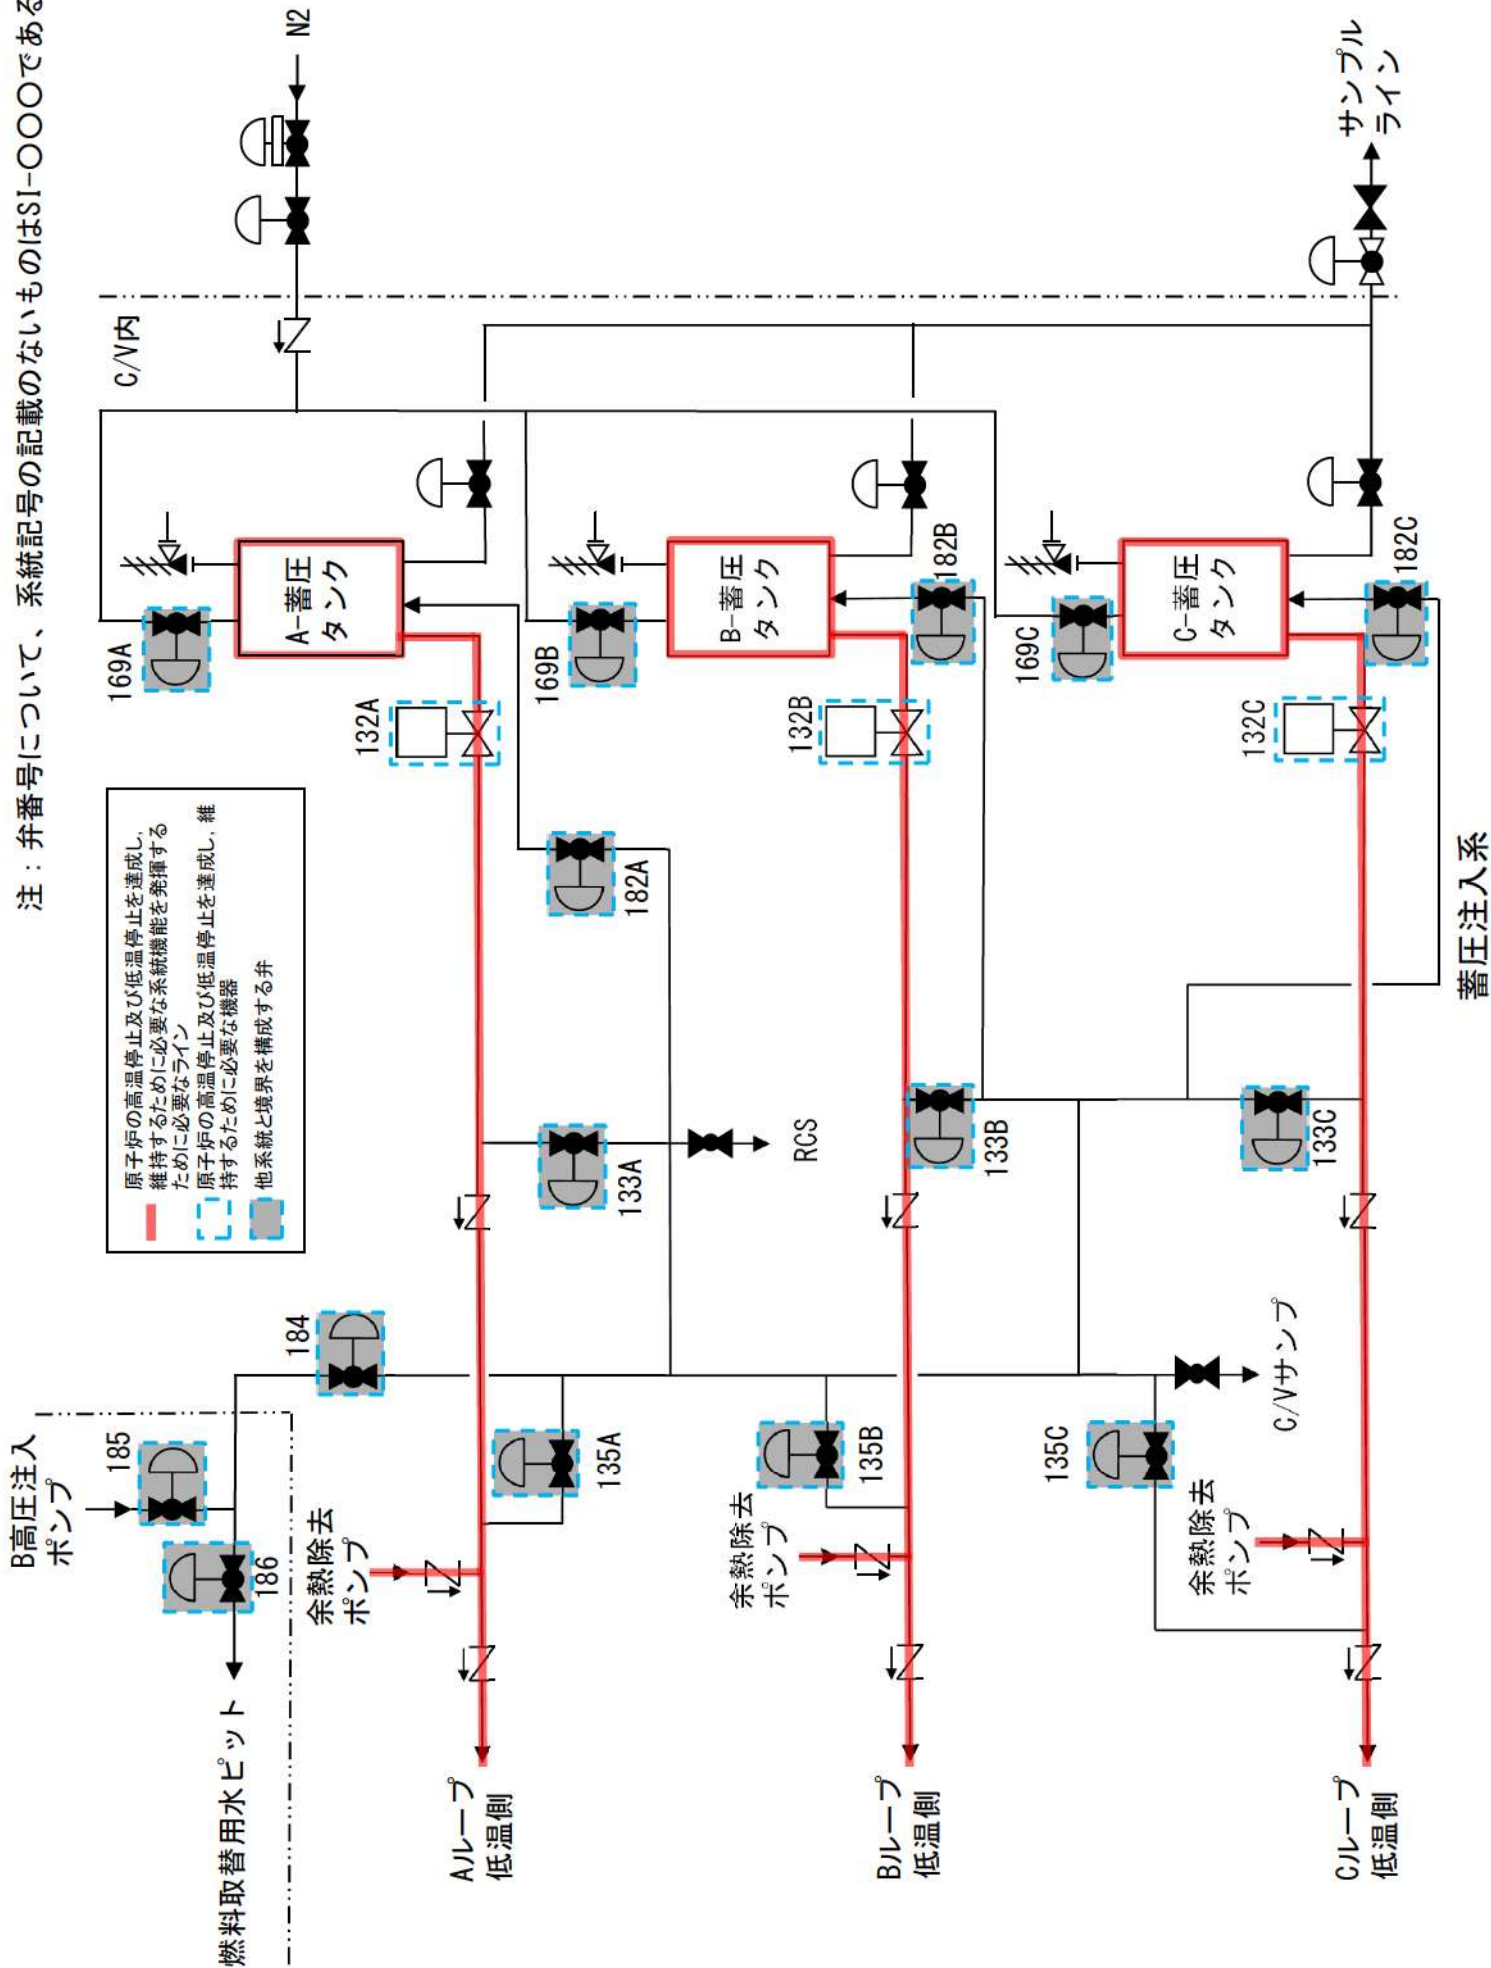 注：弁番号について、系統記号の記載のないものはSI-〇〇〇である
B高圧注入
ポンプ
185
186
184
燃料取替用水ピット
原子炉の高温停止及び低温停止を達成し，
維持するために必要な系統機能を発揮する
ために必要なライン
原子炉の高温停止及び低温停止を達成し，維
持するために必要な機器
他系統と境界を構成する弁
169A
C/V内
N2
132A
A-蓄圧
タンク
余熱除去
ポンプ
Aループ
低温側
135A
133A
182A
169B
RCS
132B
B-蓄圧
タンク
余熱除去
ポンプ
Bループ
低温側
135B
133B
182B
169C
135C
C/Vサンプ
132C
C-蓄圧
タンク
余熱除去
ポンプ
133C
182C
Cループ
低温側
サンプル
ライン
蓄圧注入系